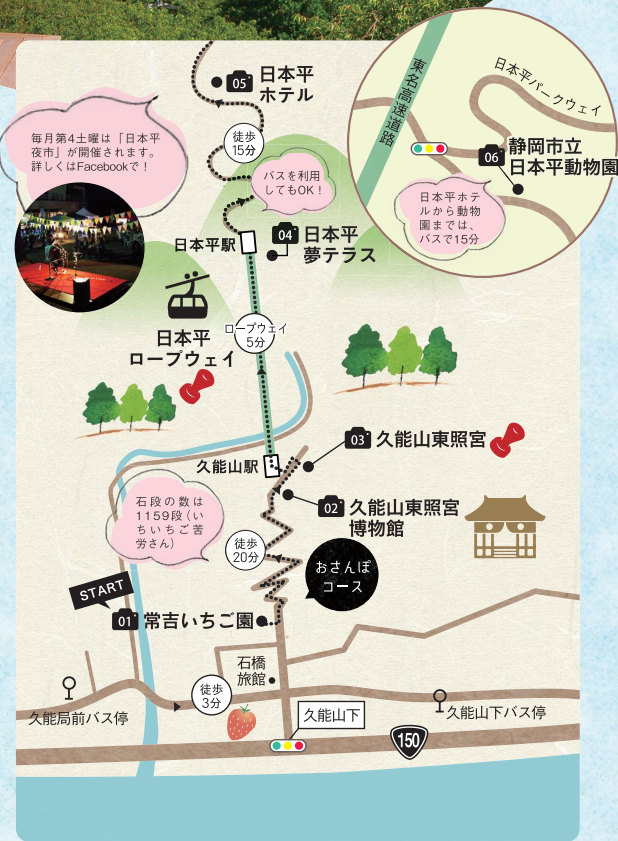 05 日本平
ホテル
毎月第4土曜は「日本平
夜市」が開催されます。
詳しくはFacebookで!
徒歩
15分
バスを利用
してもOK!
東名高速道路
日本平パークウェイ
06 静岡市立
日本平動物園
日本平ホテ
ルから動物
園までは、
バスで15分
日本平駅
04 日本平
夢テラス
日本平
ロープウェイ
ロープウェイ
5分
03 久能山東照宮
久能山駅
02 久能山東照宮
博物館
石段の数は
1159段(い
ちいちご苦
労さん)
徒歩
20分
おさんぽ
コース
START
01 常吉いちご園
石橋
旅館
徒歩
3分
久能局前バス停
久能山下
久能山下バス停
150